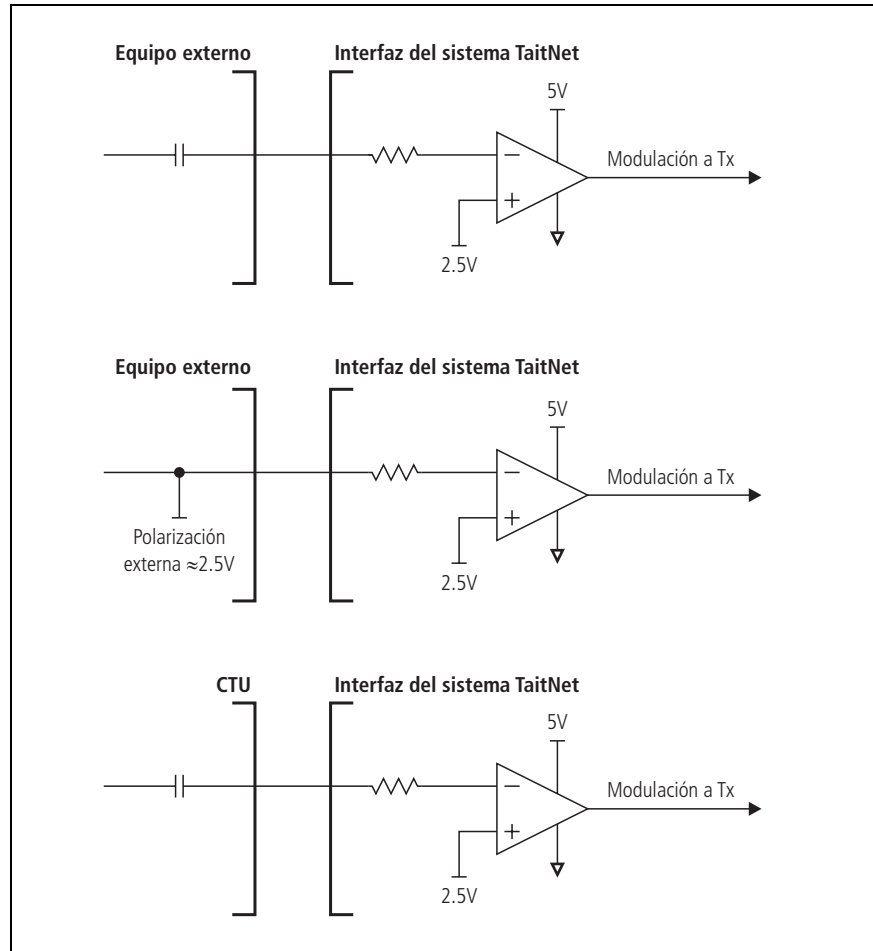 Equipo externo
Interfaz del sistema TaitNet
5V
Modulación a Tx
2.5V
Equipo externo
Interfaz del sistema TaitNet
5V
Modulación a Tx
Polarización
externa ≈2.5V
2.5V
CTU
Interfaz del sistema TaitNet
5V
Modulación a Tx
2.5V